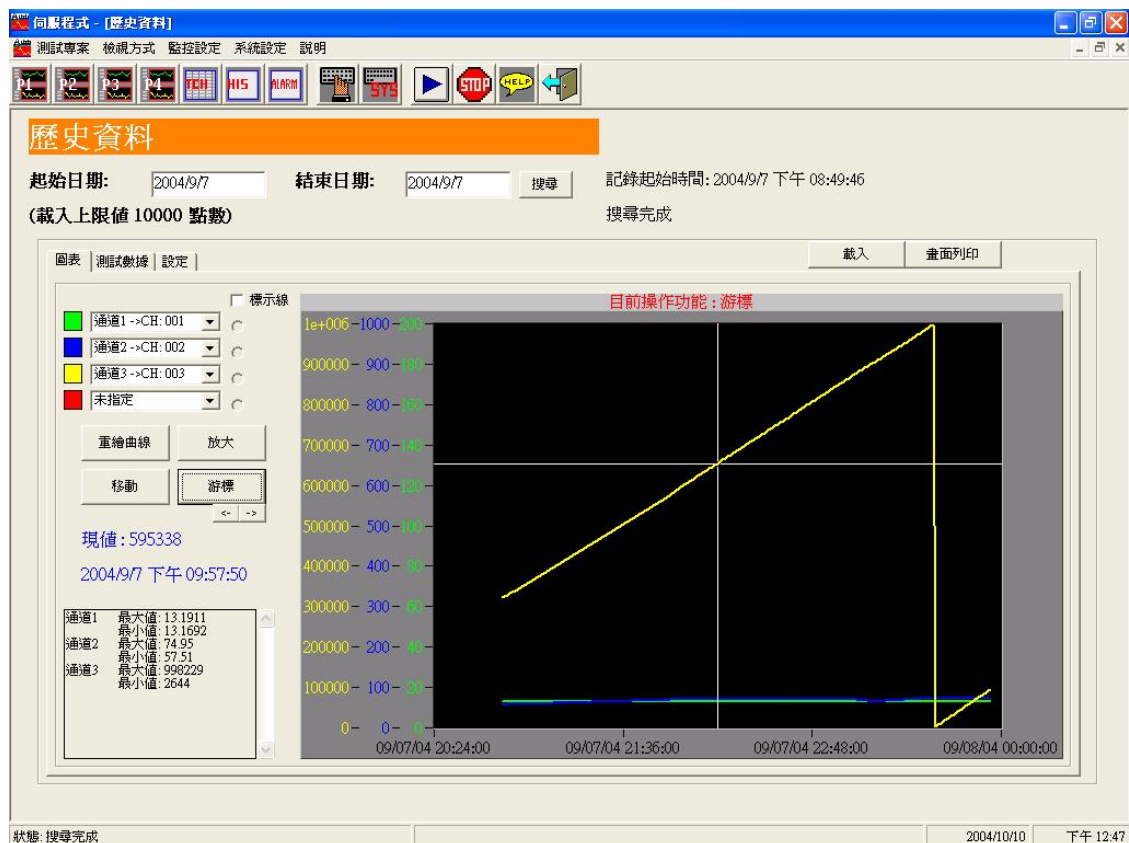 伺服程式 - [歷史資料]
測試專案 檢視方式 監控設定 系統設定 說明
P1 P2 P3 P4 TCH HIS ALARM SYS STOP HELP
歷史資料
起始日期: 2004/9/7 結束日期: 2004/9/7 搜尋 記錄起始時間: 2004/9/7 下午 08:49:46
(載入上限值 10000 點數) 搜尋完成
圖表 測試數據 設定 載入 畫面列印
標示線
目前操作功能 : 游標
通道1 ->CH: 001
通道2 ->CH: 002
通道3 ->CH: 003
未指定
重繪曲線 放大
移動 游標
<- ->
現值 : 595338
2004/9/7 下午 09:57:50
通道1 最大值: 13.1911
最小值: 13.1692
通道2 最大值: 74.95
最小值: 57.51
通道3 最大值: 998229
最小值: 2644
1e+006 1000 200
900000 900 180
800000 800 160
700000 700 140
600000 600 120
500000 500 100
400000 400 80
300000 300 60
200000 200 40
100000 100 20
0 0 0
09/07/04 20:24:00 09/07/04 21:36:00 09/07/04 22:48:00 09/08/04 00:00:00
狀態: 搜尋完成 2004/10/10 下午 12:47